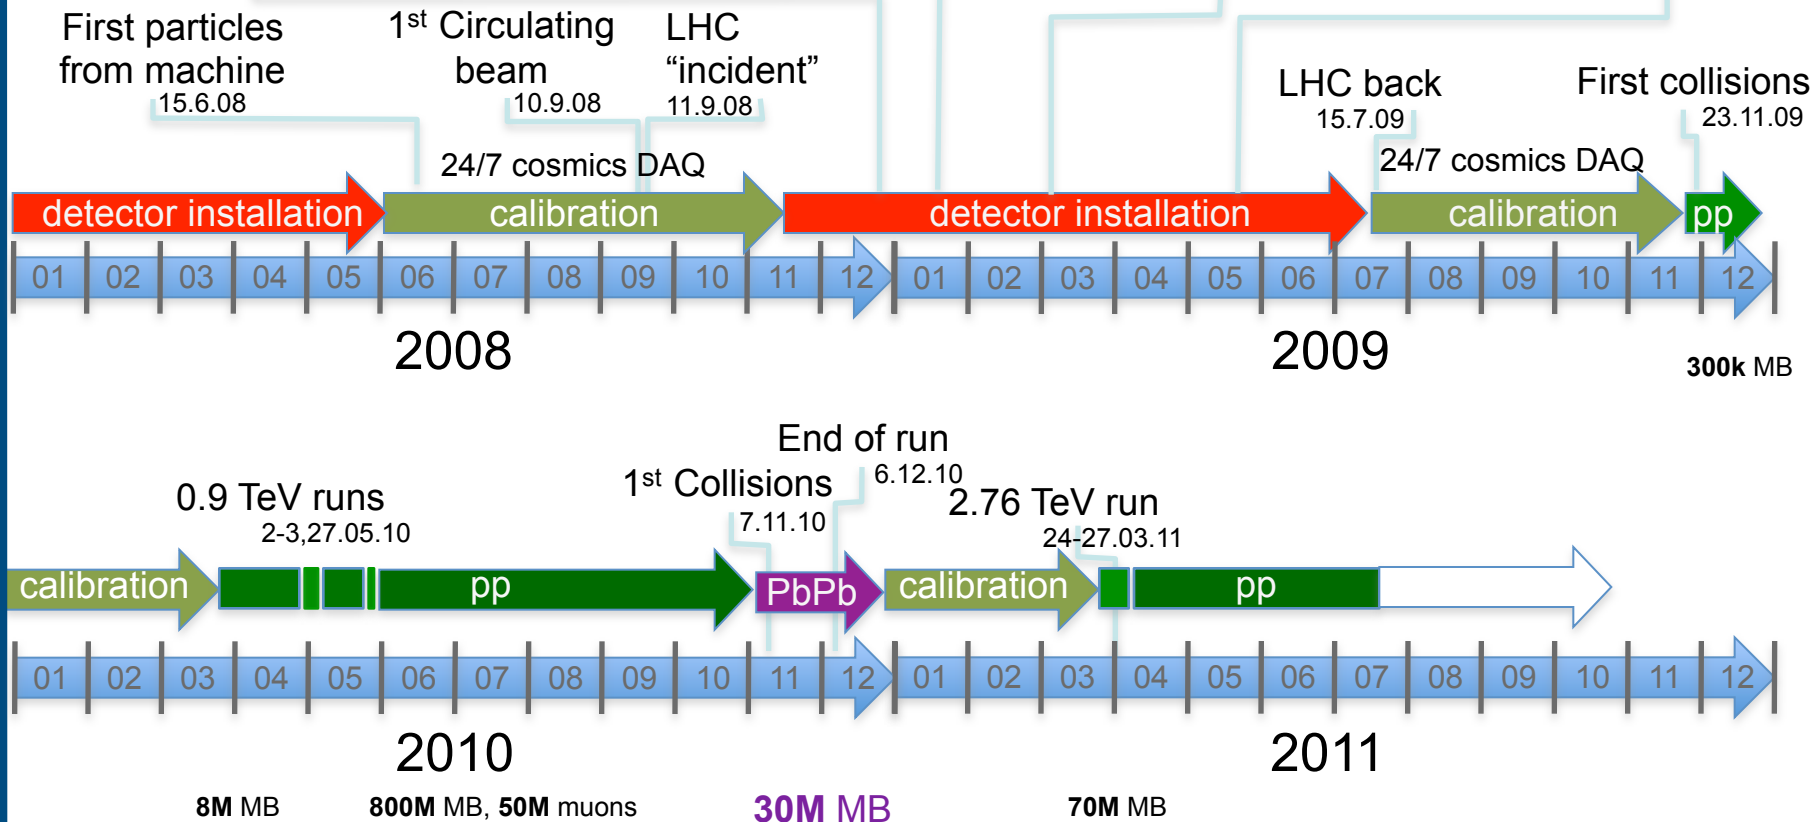 First particles
from machine
15.6.08
1st Circulating
beam
10.9.08
LHC
“incident”
11.9.08
LHC back
15.7.09
First collisions
23.11.09
24/7 cosmics DAQ
24/7 cosmics DAQ
detector installation
calibration
detector installation
calibration
pp
01 02 03 04 05 06 07 08 09 10 11 12 01 02 03 04 05 06 07 08 09 10 11 12
2008
2009
300k MB
0.9 TeV runs
2-3,27.05.10
1st Collisions
7.11.10
End of run
6.12.10
2.76 TeV run
24-27.03.11
calibration
pp
PbPb
calibration
pp
01 02 03 04 05 06 07 08 09 10 11 12 01 02 03 04 05 06 07 08 09 10 11 12
2010
2011
8M MB
800M MB, 50M muons
30M MB
70M MB